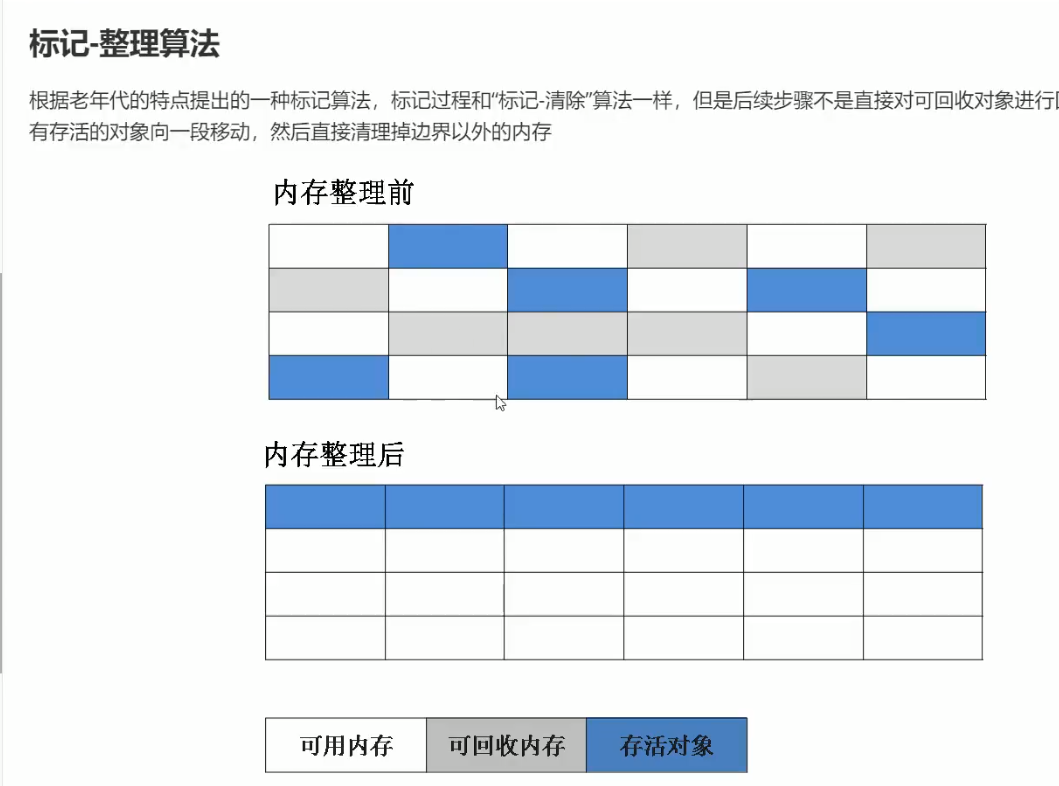 标记-整理算法
根据老年代的特点提出的一种标记算法，标记过程和“标记-清除”算法一样，但是后续步骤不是直接对可回收对象进行
有存活的对象向一段移动，然后直接清理掉边界以外的内存
内存整理前
内存整理后
可用内存 可回收内存 存活对象